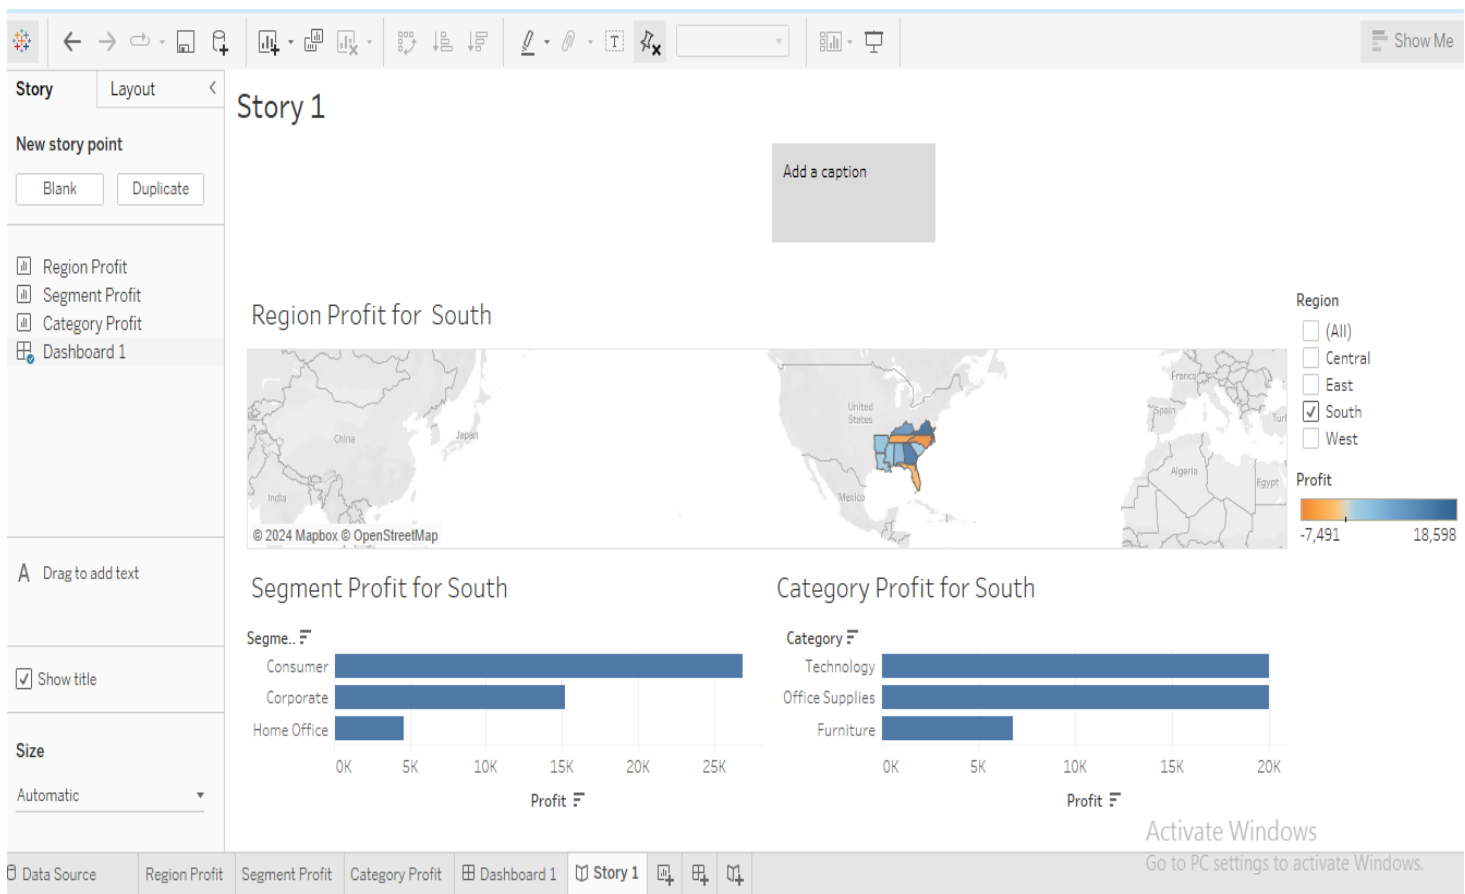 Show Me
Story
Layout
Story 1
New story point
Blank
Duplicate
Add a caption
Region Profit
Segment Profit
Category Profit
Dashboard 1
Region Profit for South
Region
(All)
Central
East
South
West
Profit
-7,491
18,598
United
States
Mexico
China
Japan
India
France
Spain
Turl
Algeria
Egypt
© 2024 Mapbox © OpenStreetMap
A Drag to add text
Show title
Size
Automatic
Segment Profit for South
Segme..
Consumer
Corporate
Home Office
0K 5K 10K 15K 20K 25K
Profit
Category Profit for South
Category
Technology
Office Supplies
Furniture
0K 5K 10K 15K 20K
Profit
Activate Windows
Go to PC settings to activate Windows.
Data Source Region Profit Segment Profit Category Profit Dashboard 1 Story 1